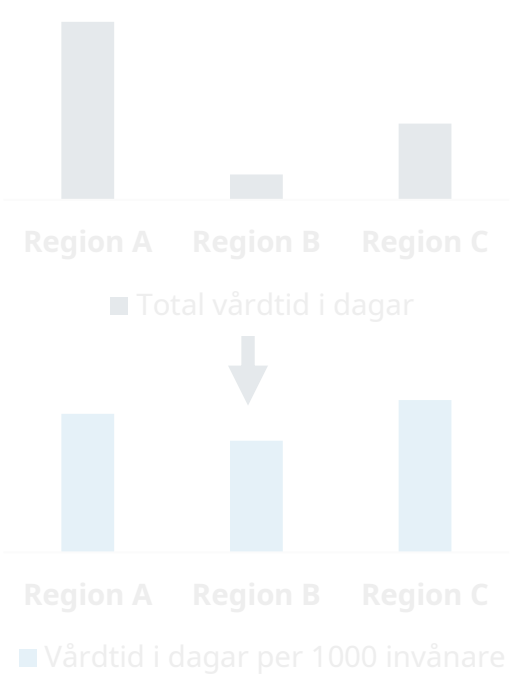 Region A Region B Region C
Total vårdtid i dagar
Region A Region B Region C
Vårdtid i dagar per 1000 invånare